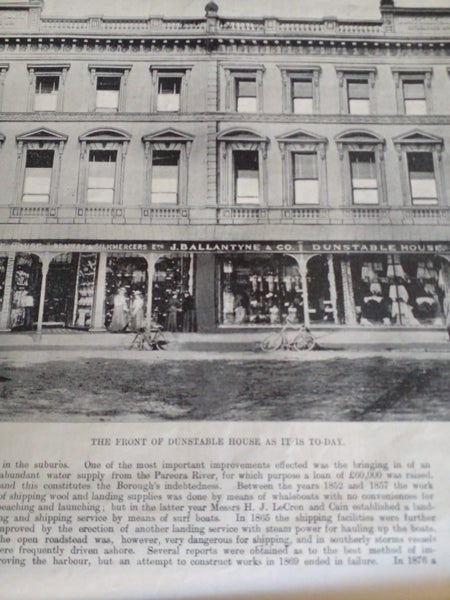 DRAPERS & SILKMERCERS ETC J. BALLANTYNE & CO. DUNSTABLE HOUSE
THE FRONT OF DUNSTABLE HOUSE AS IT IS TO-DAY.
in the suburbs. One of the most important improvements effected was the bringing in of an
abundant water supply from the Pareora River, for which purpose a loan of £60,000 was raised,
and this constitutes the Borough's indebtedness. Between the years 1852 and 1857 the work
of shipping wool and landing supplies was done by means of whaleboats with no conveniences for
beaching and launching; but in the latter year Messrs H. J. LeCren and Cain established a land-
ing and shipping service by means of surf boats. In 1865 the shipping facilities were further
improved by the erection of another landing service with steam power for hauling up the boats.
The open roadstead was, however, very dangerous for shipping, and in southerly storms vessels
were frequently driven ashore. Several reports were obtained as to the best method of im-
proving the harbour, but an attempt to construct works in 1869 ended in failure. In 1876 a